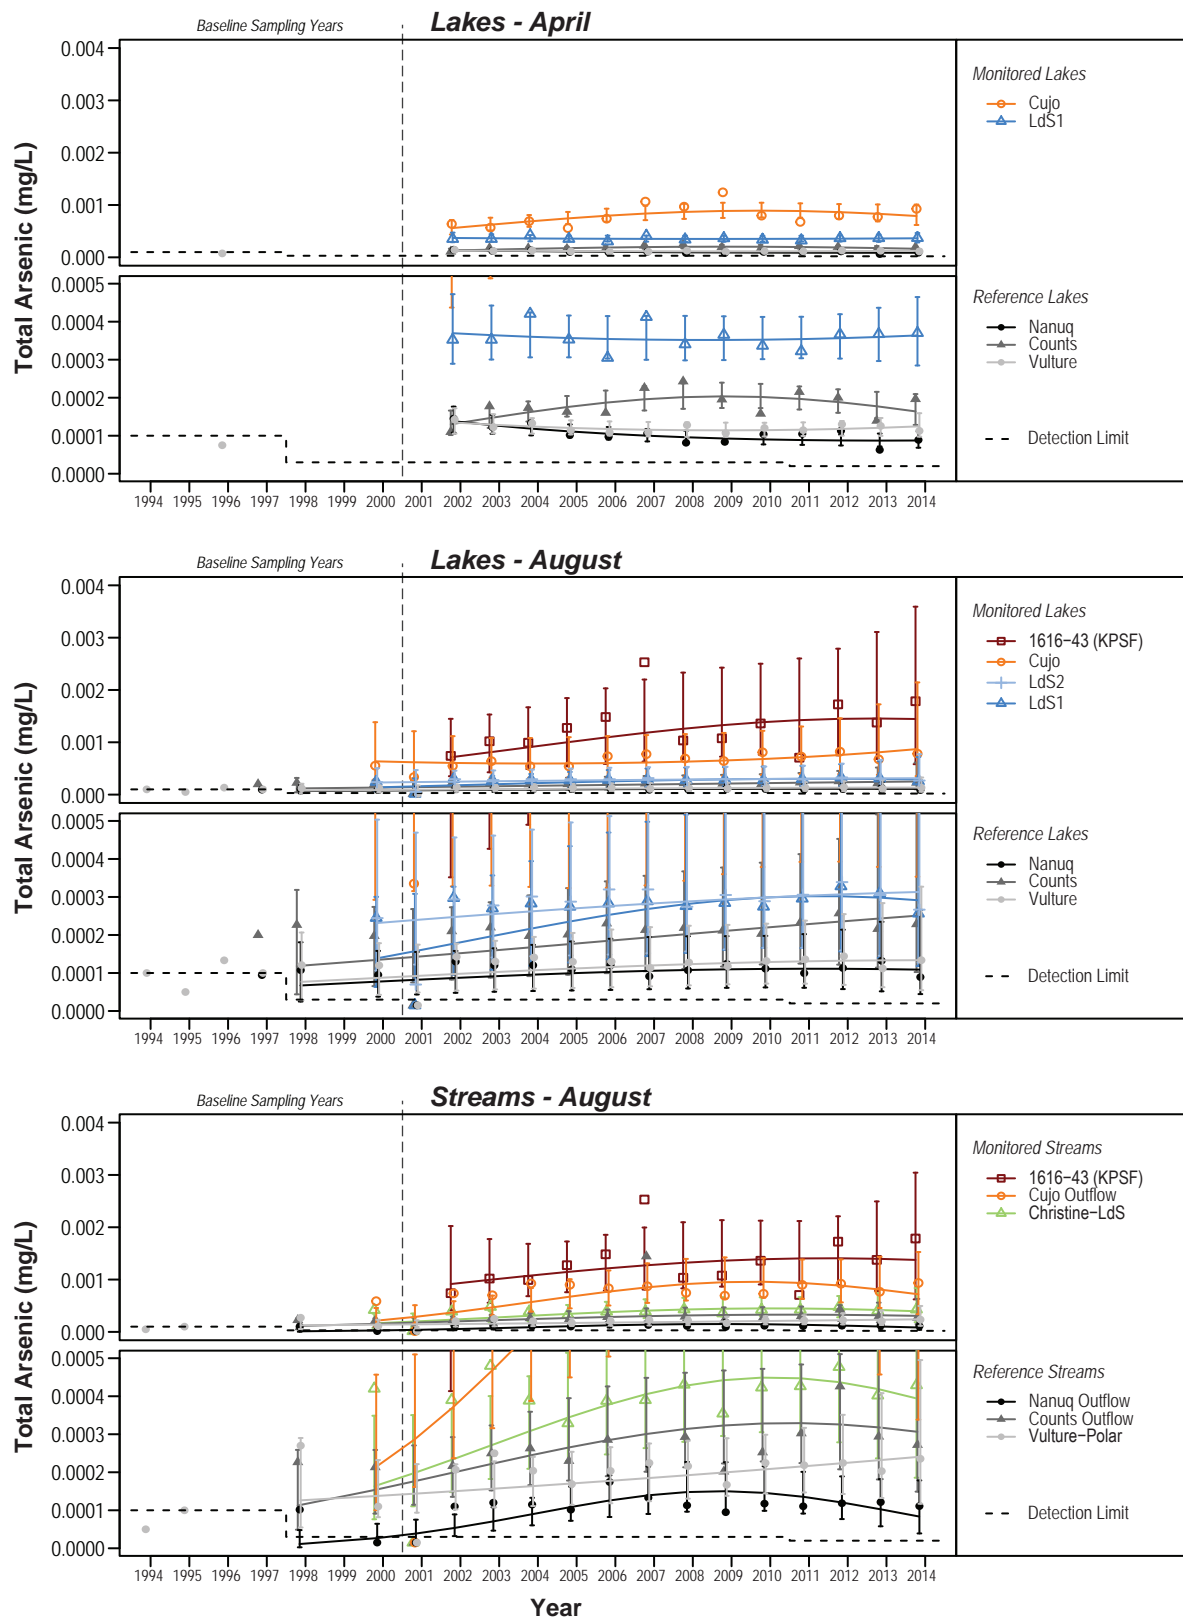 Baseline Sampling Years
Lakes - April
Total Arsenic (mg/L)
0.004
0.003
0.002
0.001
0.000
Monitored Lakes
Cujo
LdS1
Total Arsenic (mg/L)
0.0005
0.0004
0.0003
0.0002
0.0001
0.0000
Reference Lakes
Nanuq
Counts
Vulture
Detection Limit
1994 1995 1996 1997 1998 1999 2000 2001 2002 2003 2004 2005 2006 2007 2008 2009 2010 2011 2012 2013 2014
Baseline Sampling Years
Lakes - August
Total Arsenic (mg/L)
0.004
0.003
0.002
0.001
0.000
Monitored Lakes
1616−43 (KPSF)
Cujo
LdS2
LdS1
Total Arsenic (mg/L)
0.0005
0.0004
0.0003
0.0002
0.0001
0.0000
Reference Lakes
Nanuq
Counts
Vulture
Detection Limit
1994 1995 1996 1997 1998 1999 2000 2001 2002 2003 2004 2005 2006 2007 2008 2009 2010 2011 2012 2013 2014
Baseline Sampling Years
Streams - August
Total Arsenic (mg/L)
0.004
0.003
0.002
0.001
0.000
Monitored Streams
1616−43 (KPSF)
Cujo Outflow
Christine−LdS
Total Arsenic (mg/L)
0.0005
0.0004
0.0003
0.0002
0.0001
0.0000
Reference Streams
Nanuq Outflow
Counts Outflow
Vulture−Polar
Detection Limit
1994 1995 1996 1997 1998 1999 2000 2001 2002 2003 2004 2005 2006 2007 2008 2009 2010 2011 2012 2013 2014
Year